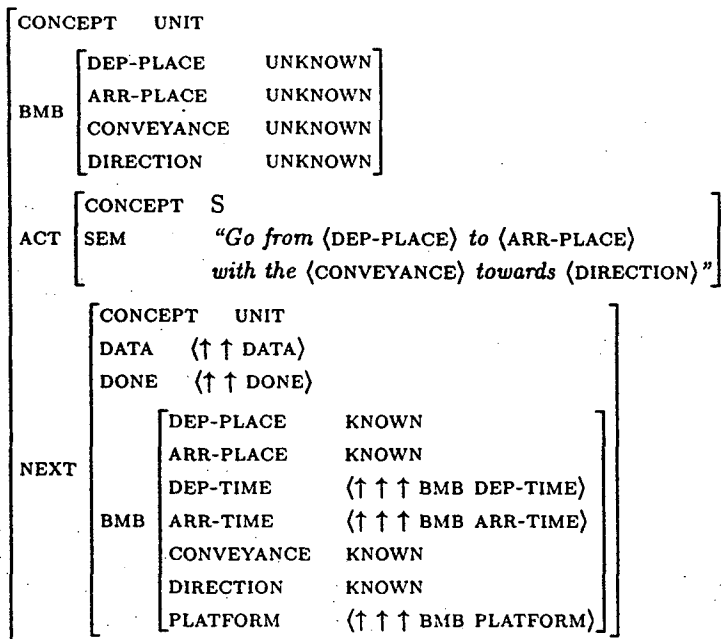 CONCEPT UNIT
DEP-PLACE UNKNOWN
ARR-PLACE UNKNOWN
BMB
CONVEYANCE UNKNOWN
DIRECTION UNKNOWN
CONCEPT S
ACT SEM "Go from ⟨DEP-PLACE⟩ to ⟨ARR-PLACE⟩
with the ⟨CONVEYANCE⟩ towards ⟨DIRECTION⟩"
CONCEPT UNIT
DATA ⟨↑ ↑ DATA⟩
DONE ⟨↑ ↑ DONE⟩
DEP-PLACE KNOWN
ARR-PLACE KNOWN
NEXT
DEP-TIME ⟨↑ ↑ ↑ BMB DEP-TIME⟩
BMB ARR-TIME ⟨↑ ↑ ↑ BMB ARR-TIME⟩
CONVEYANCE KNOWN
DIRECTION KNOWN
PLATFORM ⟨↑ ↑ ↑ BMB PLATFORM⟩